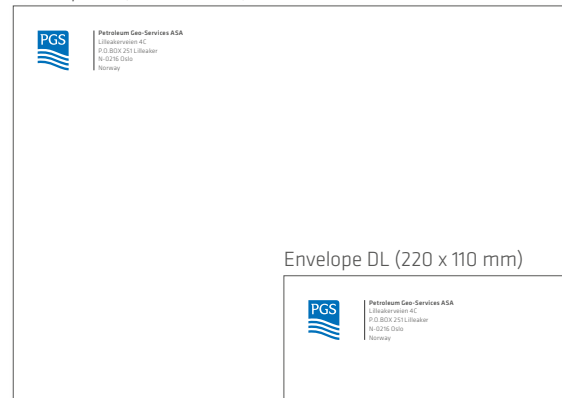 PGS
Petroleum Geo-Services ASA
Lilleakerveien 4C
P.O.BOX 251 Lilleaker
N-0216 Oslo
Norway
Envelope DL (220 x 110 mm)
PGS
Petroleum Geo-Services ASA
Lilleakerveien 4C
P.O.BOX 251 Lilleaker
N-0216 Oslo
Norway